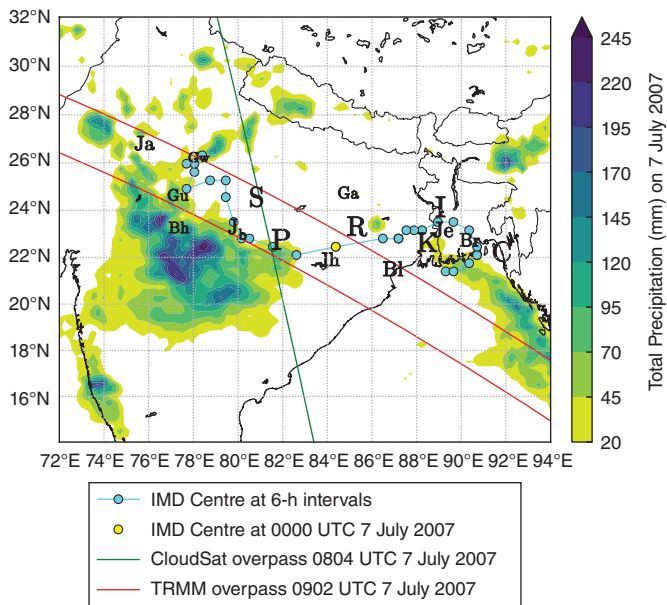 32°N
30°N
28°N
26°N
24°N
22°N
20°N
18°N
16°N
72°E 74°E 76°E 78°E 80°E 82°E 84°E 86°E 88°E 90°E 92°E 94°E
Ja
Gw
Gu
S
Ga
Bh
P
R
I
Je
K
Br
C
Jh
Bl
245
220
195
170
145
120
95
70
45
20
Total Precipitation (mm) on 7 July 2007
IMD Centre at 6-h intervals
IMD Centre at 0000 UTC 7 July 2007
CloudSat overpass 0804 UTC 7 July 2007
TRMM overpass 0902 UTC 7 July 2007